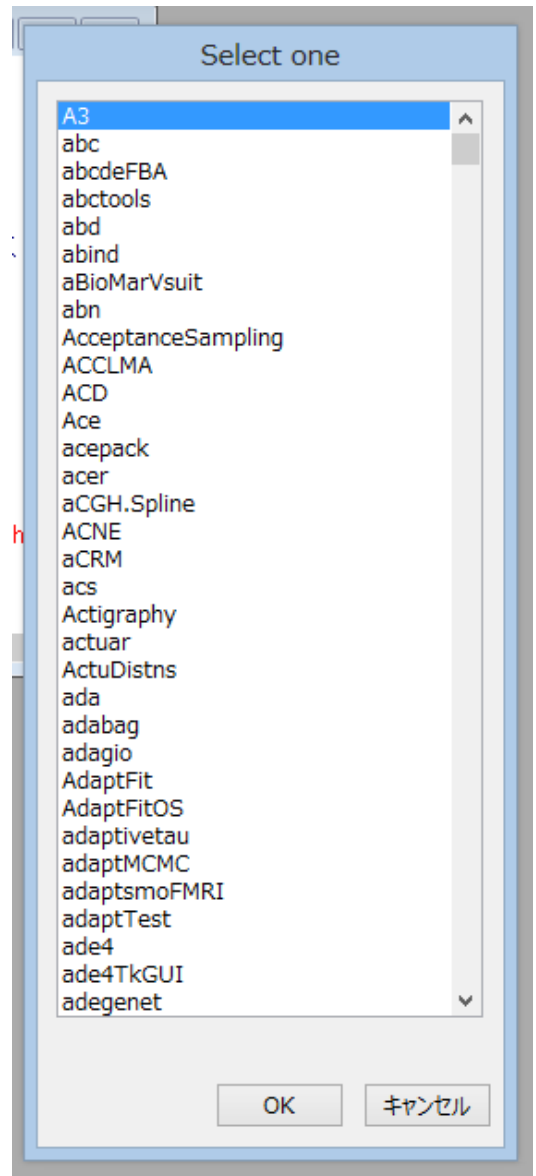 Select one
A3
abc
abcdeFBA
abctools
abd
abind
aBioMarVsuit
abn
AcceptanceSampling
ACCLMA
ACD
Ace
acepack
acer
aCGH.Spline
h
ACNE
aCRM
acs
Actigraphy
actuar
ActuDistns
ada
adabag
adagio
AdaptFit
AdaptFitOS
adaptivetau
adaptMCMC
adaptsmoFMRI
adaptTest
ade4
ade4TkGUI
adegenet
OK キャンセル